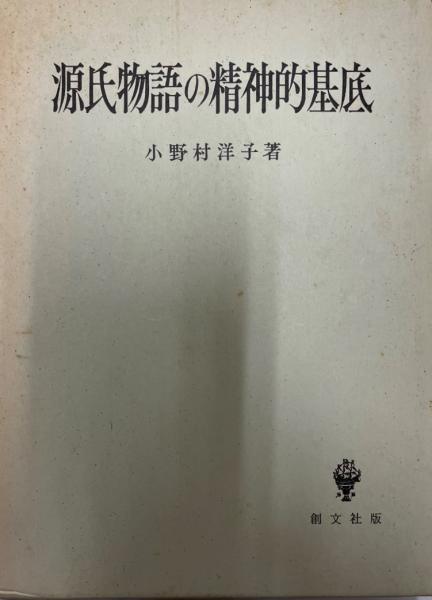 源氏物語の精神的基底
小野村洋子著
創文社版